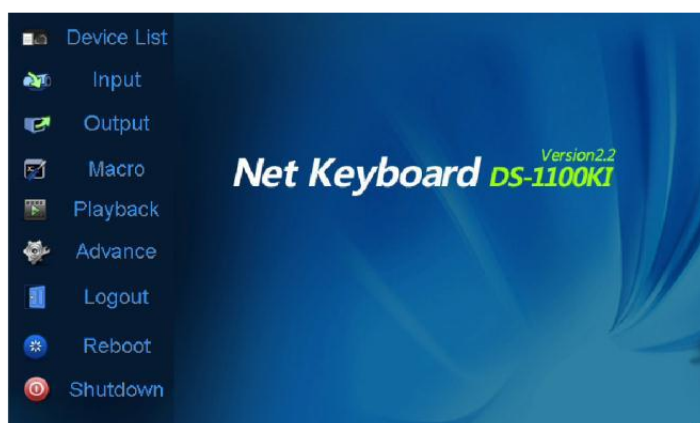 Device List
Input
Output
Macro
Playback
Advance
Logout
Reboot
Shutdown
Version2.2
Net Keyboard DS-1100KI